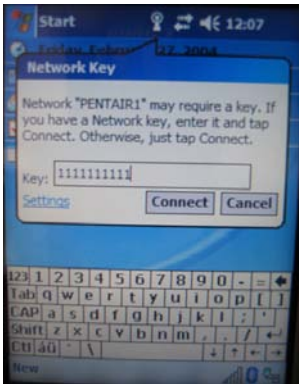 Start 12:07
Friday, February 27, 2004
Network Key
Network "PENTAIR1" may require a key. If
you have a Network key, enter it and tap
Connect. Otherwise, just tap Connect.
Key: 1111111111
Settings Connect Cancel
123 1 2 3 4 5 6 7 8 9 0 - =
Tab q w e r t y u i o p [ ]
CAP a s d f g h j k l ; '
Shift z x c v b n m , . /
Ctl áü ` \
New